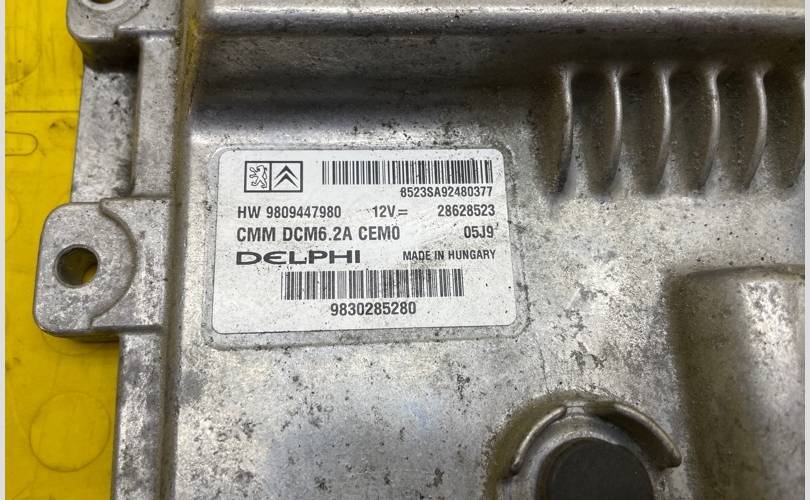 8523SA92480377
HW 9809447980 12V= 28628523
CMM DCM6.2A CEM0 05J9
DELPHI MADE IN HUNGARY
9830285280